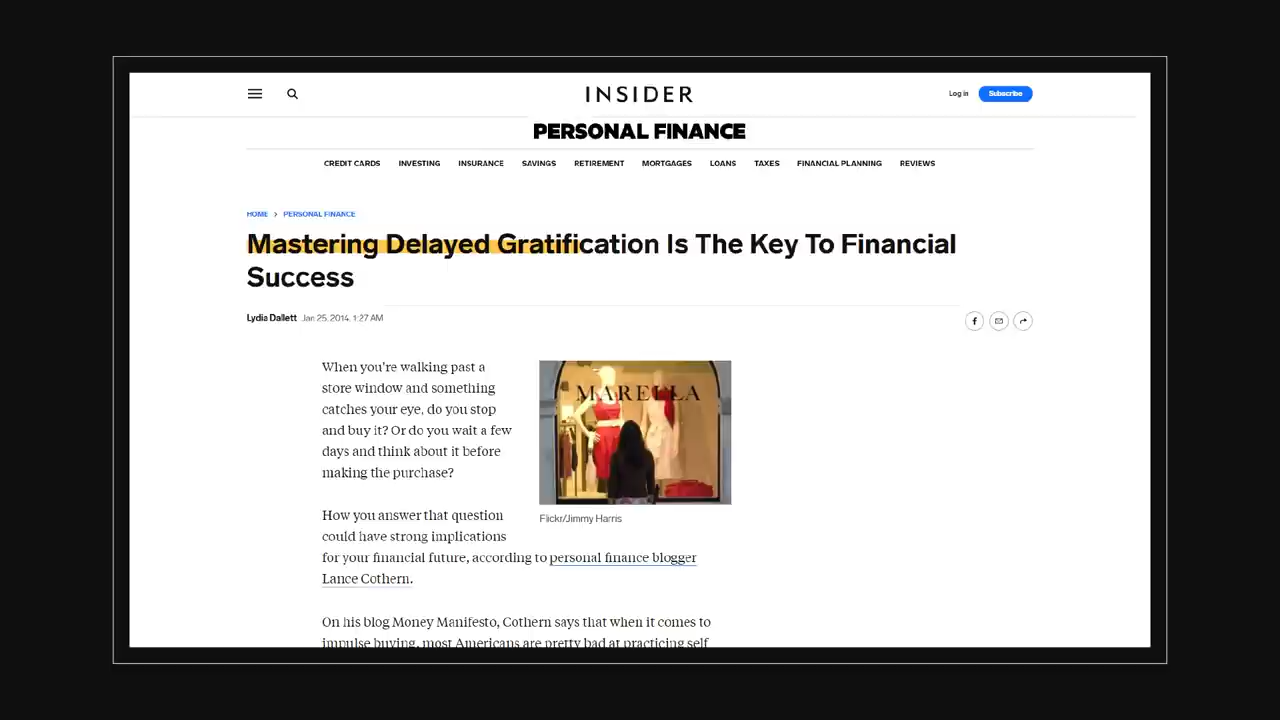 INSIDER
Log in
Subscribe
PERSONAL FINANCE
CREDIT CARDS INVESTING INSURANCE SAVINGS RETIREMENT MORTGAGES LOANS TAXES FINANCIAL PLANNING REVIEWS
HOME > PERSONAL FINANCE
Mastering Delayed Gratification Is The Key To Financial
Success
Lydia Dallett Jan 25, 2014, 1:27 AM
When you're walking past a
store window and something
catches your eye, do you stop
and buy it? Or do you wait a few
days and think about it before
making the purchase?
MARELLA
Flickr/Jimmy Harris
How you answer that question
could have strong implications
for your financial future, according to personal finance blogger
Lance Cothern.
On his blog Money Manifesto, Cothern says that when it comes to
impulse buying, most Americans are pretty bad at practicing self